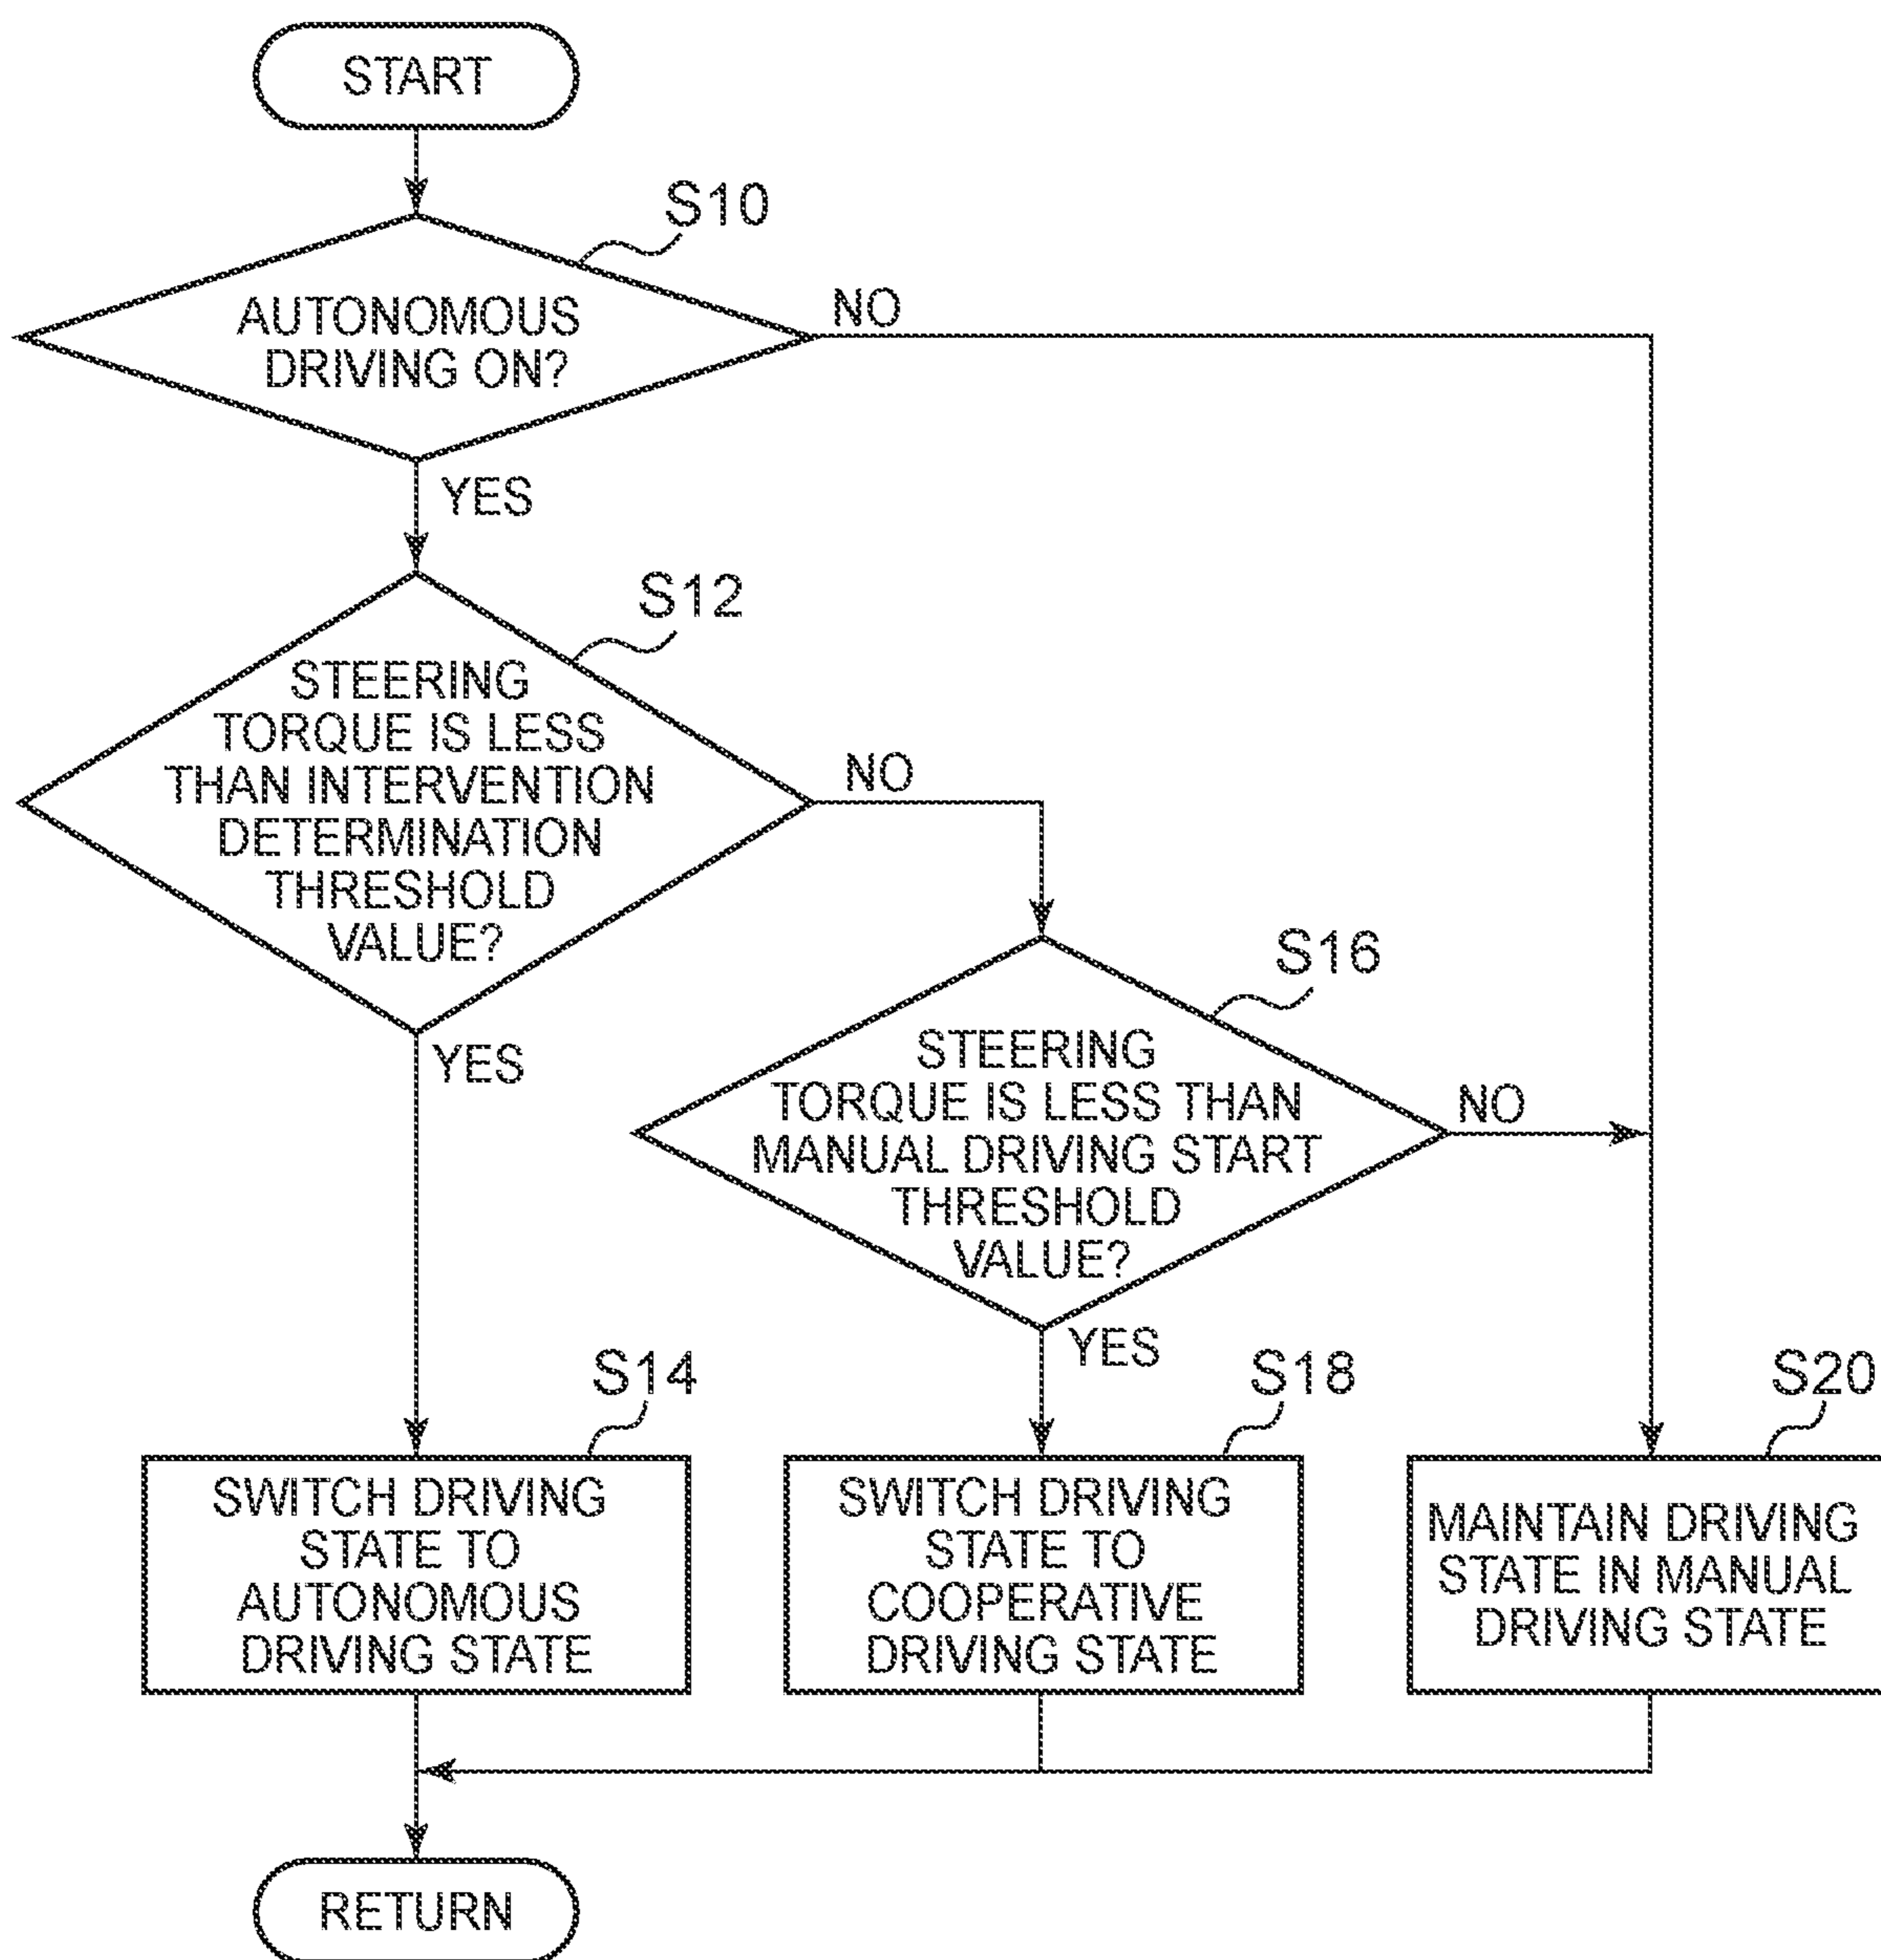 START
S10
AUTONOMOUS
DRIVING ON?
NO
YES
S12
STEERING
TORQUE IS LESS
THAN INTERVENTION
DETERMINATION
THRESHOLD
VALUE?
NO
YES
S16
STEERING
TORQUE IS LESS THAN
MANUAL DRIVING START
THRESHOLD
VALUE?
NO
YES
S14
SWITCH DRIVING
STATE TO
AUTONOMOUS
DRIVING STATE
S18
SWITCH DRIVING
STATE TO
COOPERATIVE
DRIVING STATE
S20
MAINTAIN DRIVING
STATE IN MANUAL
DRIVING STATE
RETURN